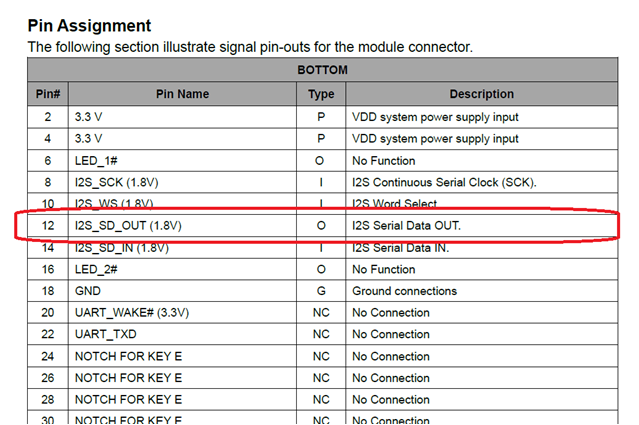 Pin Assignment
The following section illustrate signal pin-outs for the module connector.
BOTTOM
Pin# Pin Name Type Description
2 3.3 V P VDD system power supply input
4 3.3 V P VDD system power supply input
6 LED_1# O No Function
8 I2S_SCK (1.8V) I I2S Continuous Serial Clock (SCK).
10 I2S_WS (1.8V) I I2S Word Select
12 I2S_SD_OUT (1.8V) O I2S Serial Data OUT.
14 I2S_SD_IN (1.8V) I I2S Serial Data IN.
16 LED_2# O No Function
18 GND G Ground connections
20 UART_WAKE# (3.3V) NC No Connection
22 UART_TXD NC No Connection
24 NOTCH FOR KEY E NC No Connection
26 NOTCH FOR KEY E NC No Connection
28 NOTCH FOR KEY E NC No Connection
30 NOTCH FOR KEY E NC No Connection